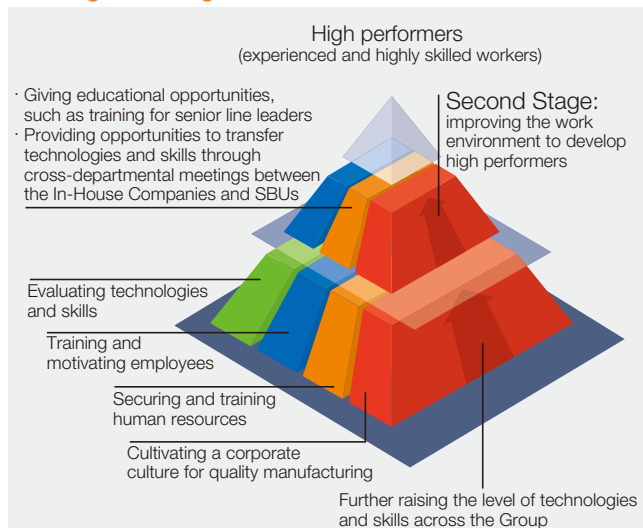 High performers
(experienced and highly skilled workers)
· Giving educational opportunities,
such as training for senior line leaders
· Providing opportunities to transfer
technologies and skills through
cross-departmental meetings between
the In-House Companies and SBUs
Second Stage:
improving the work
environment to develop
high performers
Evaluating technologies
and skills
Training and
motivating employees
Securing and training
human resources
Cultivating a corporate
culture for quality manufacturing
Further raising the level of technologies
and skills across the Group